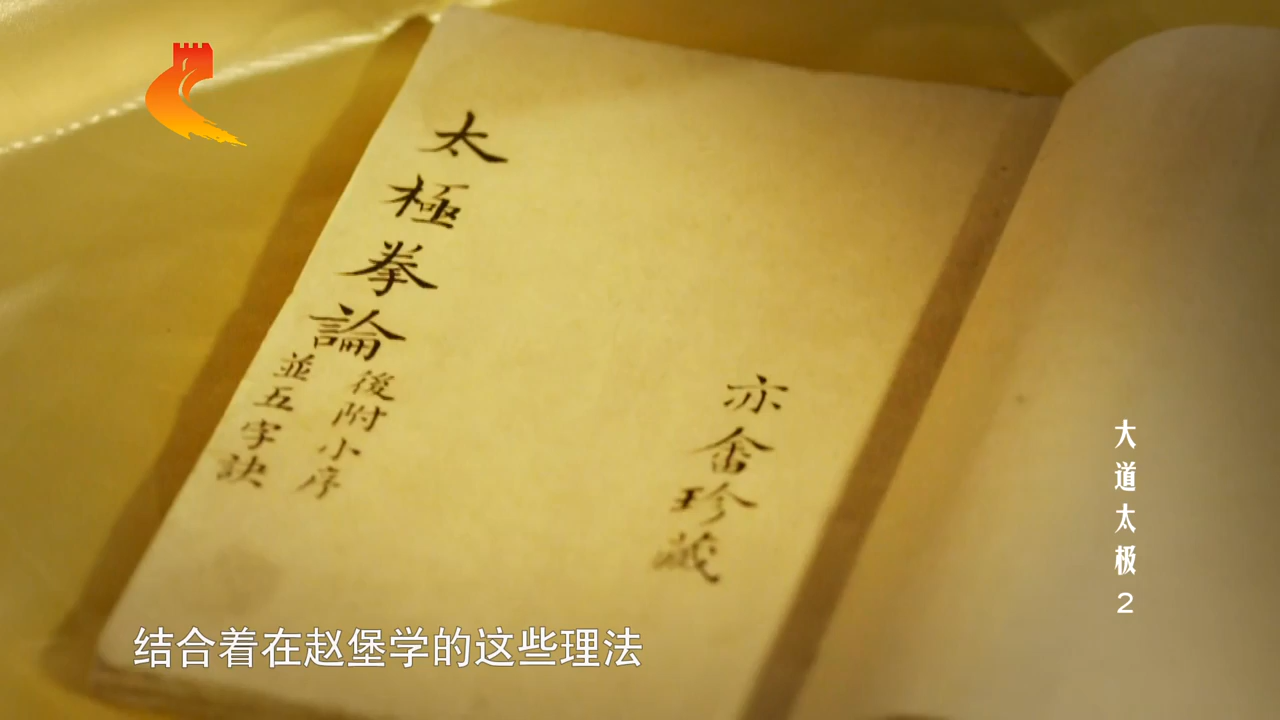 太極拳論
後附小序
並五字訣
亦畬珍藏
大道太极2
结合着在赵堡学的这些理法